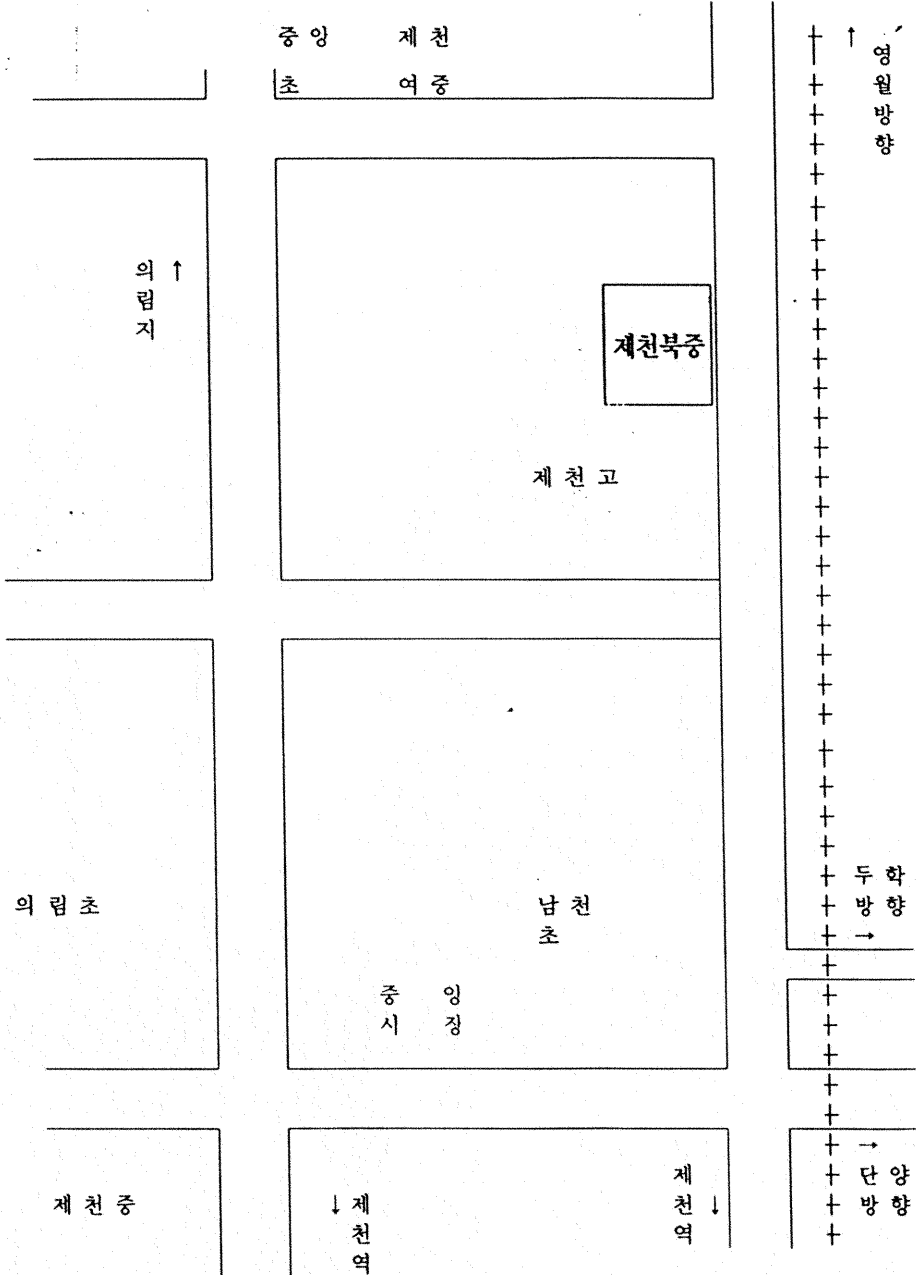 중앙 제천
초 여중
↑ 영월방향
의림지 ↑
제천북중
제천고
두학
방향
→
의림초
남천
초
중앙
시장
→
단양
방향
제천중
↓ 제천역
제천역 ↓